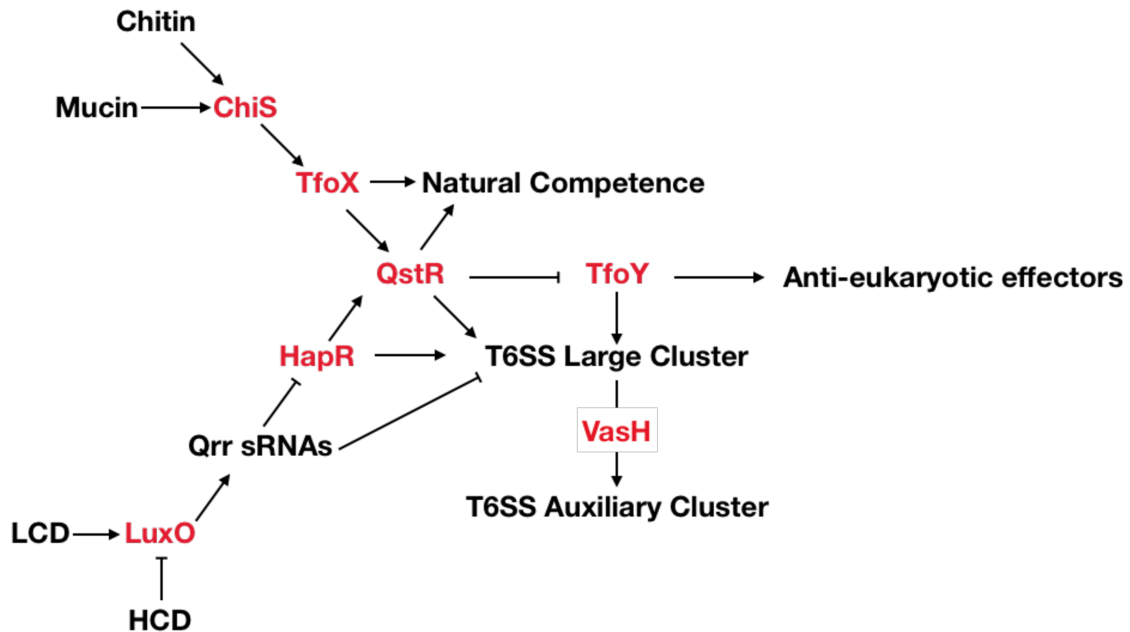 Chitin
Mucin
ChiS
TfoX
Natural Competence
QstR
TfoY
Anti-eukaryotic effectors
HapR
T6SS Large Cluster
VasH
Qrr sRNAs
T6SS Auxiliary Cluster
LCD
LuxO
HCD